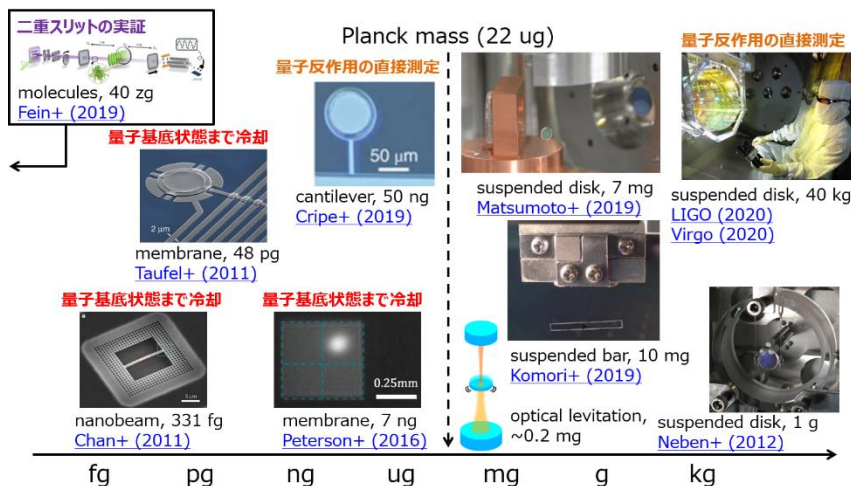 二重スリットの実証
molecules, 40 zg
Fein+ (2019)
Planck mass (22 ug)
量子反作用の直接測定
50 μm
cantilever, 50 ng
Cripe+ (2019)
量子基底状態まで冷却
2 μm
membrane, 48 pg
Taufel+ (2011)
量子基底状態まで冷却
a
nanobeam, 331 fg
Chan+ (2011)
量子基底状態まで冷却
0.25mm
membrane, 7 ng
Peterson+ (2016)
suspended disk, 7 mg
Matsumoto+ (2019)
suspended bar, 10 mg
Komori+ (2019)
optical levitation,
~0.2 mg
量子反作用の直接測定
suspended disk, 40 kg
LIGO (2020)
Virgo (2020)
suspended disk, 1 g
Neben+ (2012)
fg pg ng ug mg g kg